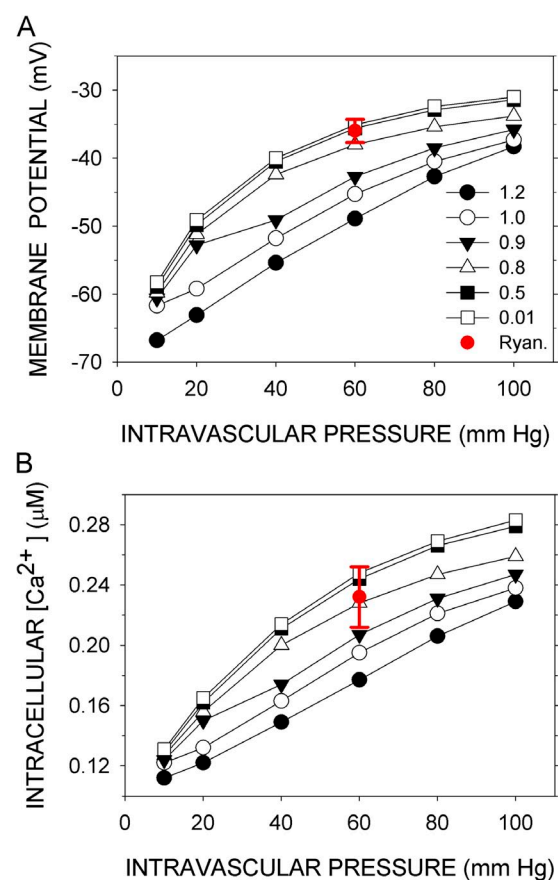 A
MEMBRANE POTENTIAL (mV)
-30
-40
-50
-60
-70
1.2
1.0
0.9
0.8
0.5
0.01
Ryan.
0 20 40 60 80 100
INTRAVASCULAR PRESSURE (mm Hg)
B
INTRACELLULAR [Ca2+ ] (μM)
0.28
0.24
0.20
0.16
0.12
0 20 40 60 80 100
INTRAVASCULAR PRESSURE (mm Hg)